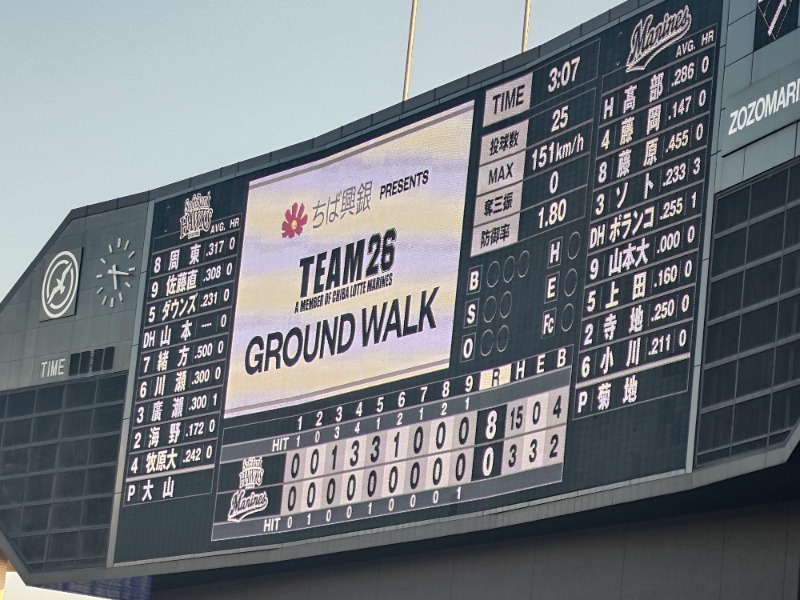 SoftBank HAWKS
AVG. HR
8 周東 .317 0
9 佐藤直 .308 0
5 ダウンズ .231 0
DH 山本 --- 0
7 緒方 .500 0
6 川瀬 .300 0
3 廣瀬 .300 1
2 海野 .172 0
4 牧原大 .242 0
P 大山
TIME
ちば興銀 PRESENTS
TEAM 26
A MEMBER OF CHIBA LOTTE MARINES
GROUND WALK
TIME 3:07
投球数 25
MAX 151km/h
奪三振 0
防御率 1.80
B H
S E
O Fc
Marines
AVG. HR
H 髙部 .286 0
4 藤岡 .147 0
8 藤原 .455 0
3 ソト .233 3
DH ポランコ .255 1
9 山本大 .000 0
5 上田 .160 0
2 寺地 .250 0
6 小川 .211 0
P 菊地
ZOZOMARI
1 2 3 4 5 6 7 8 9 R H E B
HIT 1 0 3 4 2 1 2 1
0 0 1 3 3 1 0 0 0 8 15 0 4
Marines 0 0 0 0 0 0 0 0 0 0 3 3 2
HIT 0 1 0 0 1 0 0 0 1